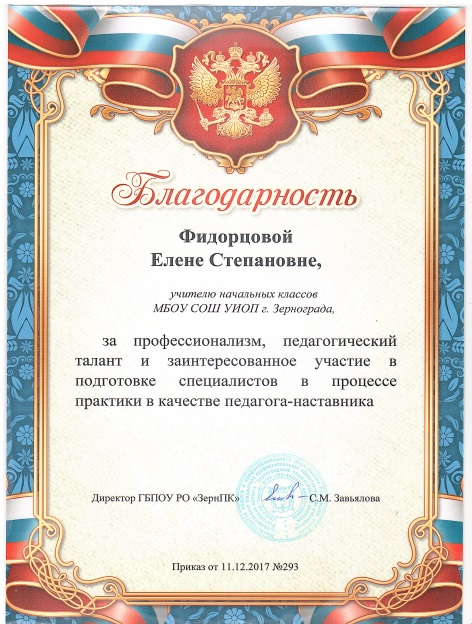 Благодарность
Фидорцовой
Елене Степановне,
учителю начальных классов
МБОУ СОШ УИОП г. Зернограда,
за профессионализм, педагогический
талант и заинтересованное участие в
подготовке специалистов в процессе
практики в качестве педагога-наставника
Директор ГБПОУ РО «ЗернПК» С.М. Завьялова
Приказ от 11.12.2017 №293